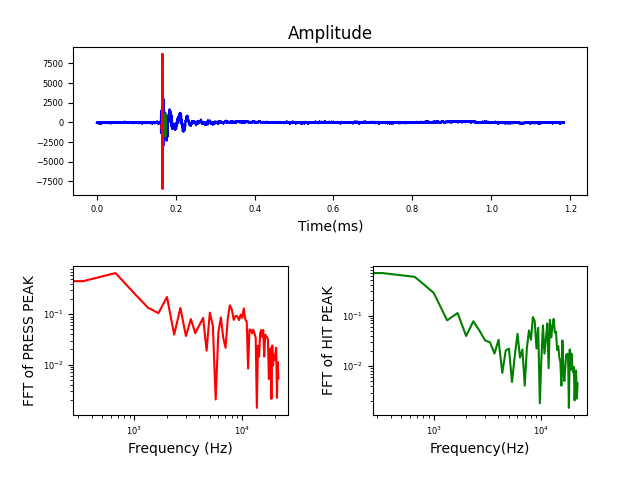 Amplitude
7500
5000
2500
0
−2500
−5000
−7500
0.0 0.2 0.4 0.6 0.8 1.0 1.2
Time(ms)
FFT of PRESS PEAK
10⁻¹
10⁻²
10³ 10⁴
Frequency (Hz)
FFT of HIT PEAK
10⁻¹
10⁻²
10³ 10⁴
Frequency(Hz)